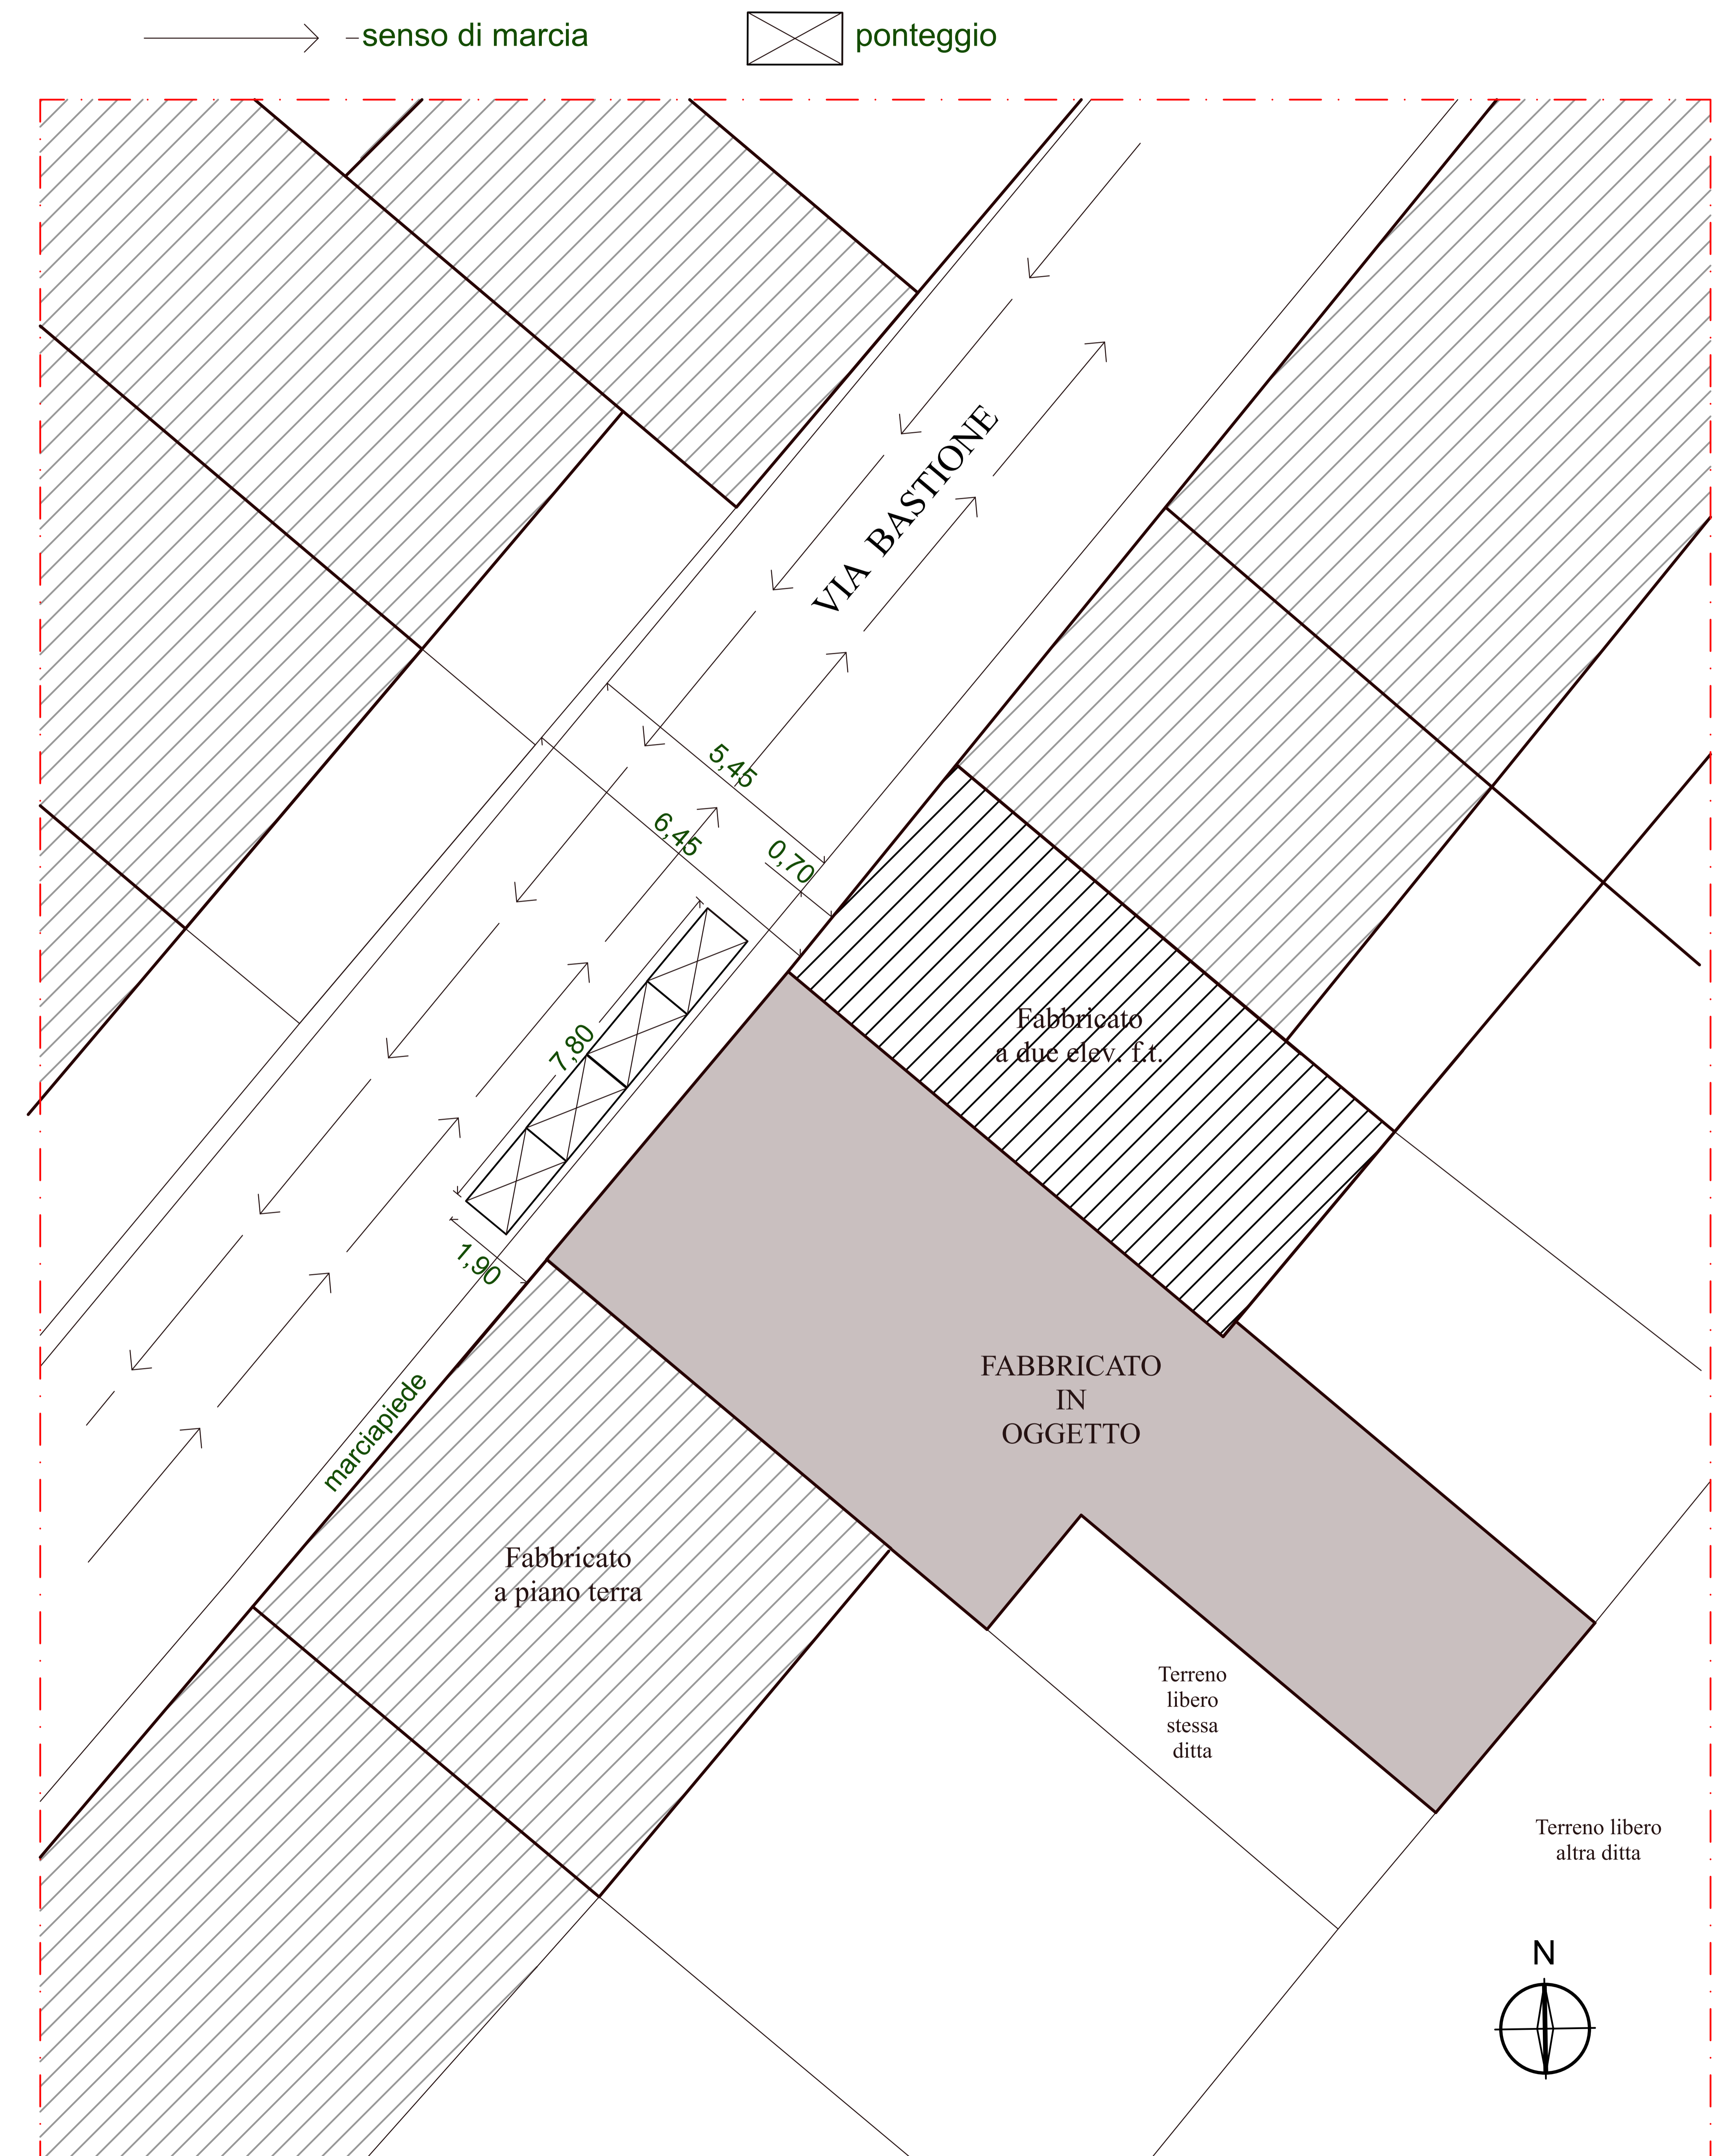 senso di marcia
ponteggio
VIA BASTIONE
5,45
6,45
0,70
7,80
1,90
Fabbricato
a due elev. f.t.
FABBRICATO
IN
OGGETTO
marciapiede
Fabbricato
a piano terra
Terreno
libero
stessa
ditta
Terreno libero
altra ditta
N